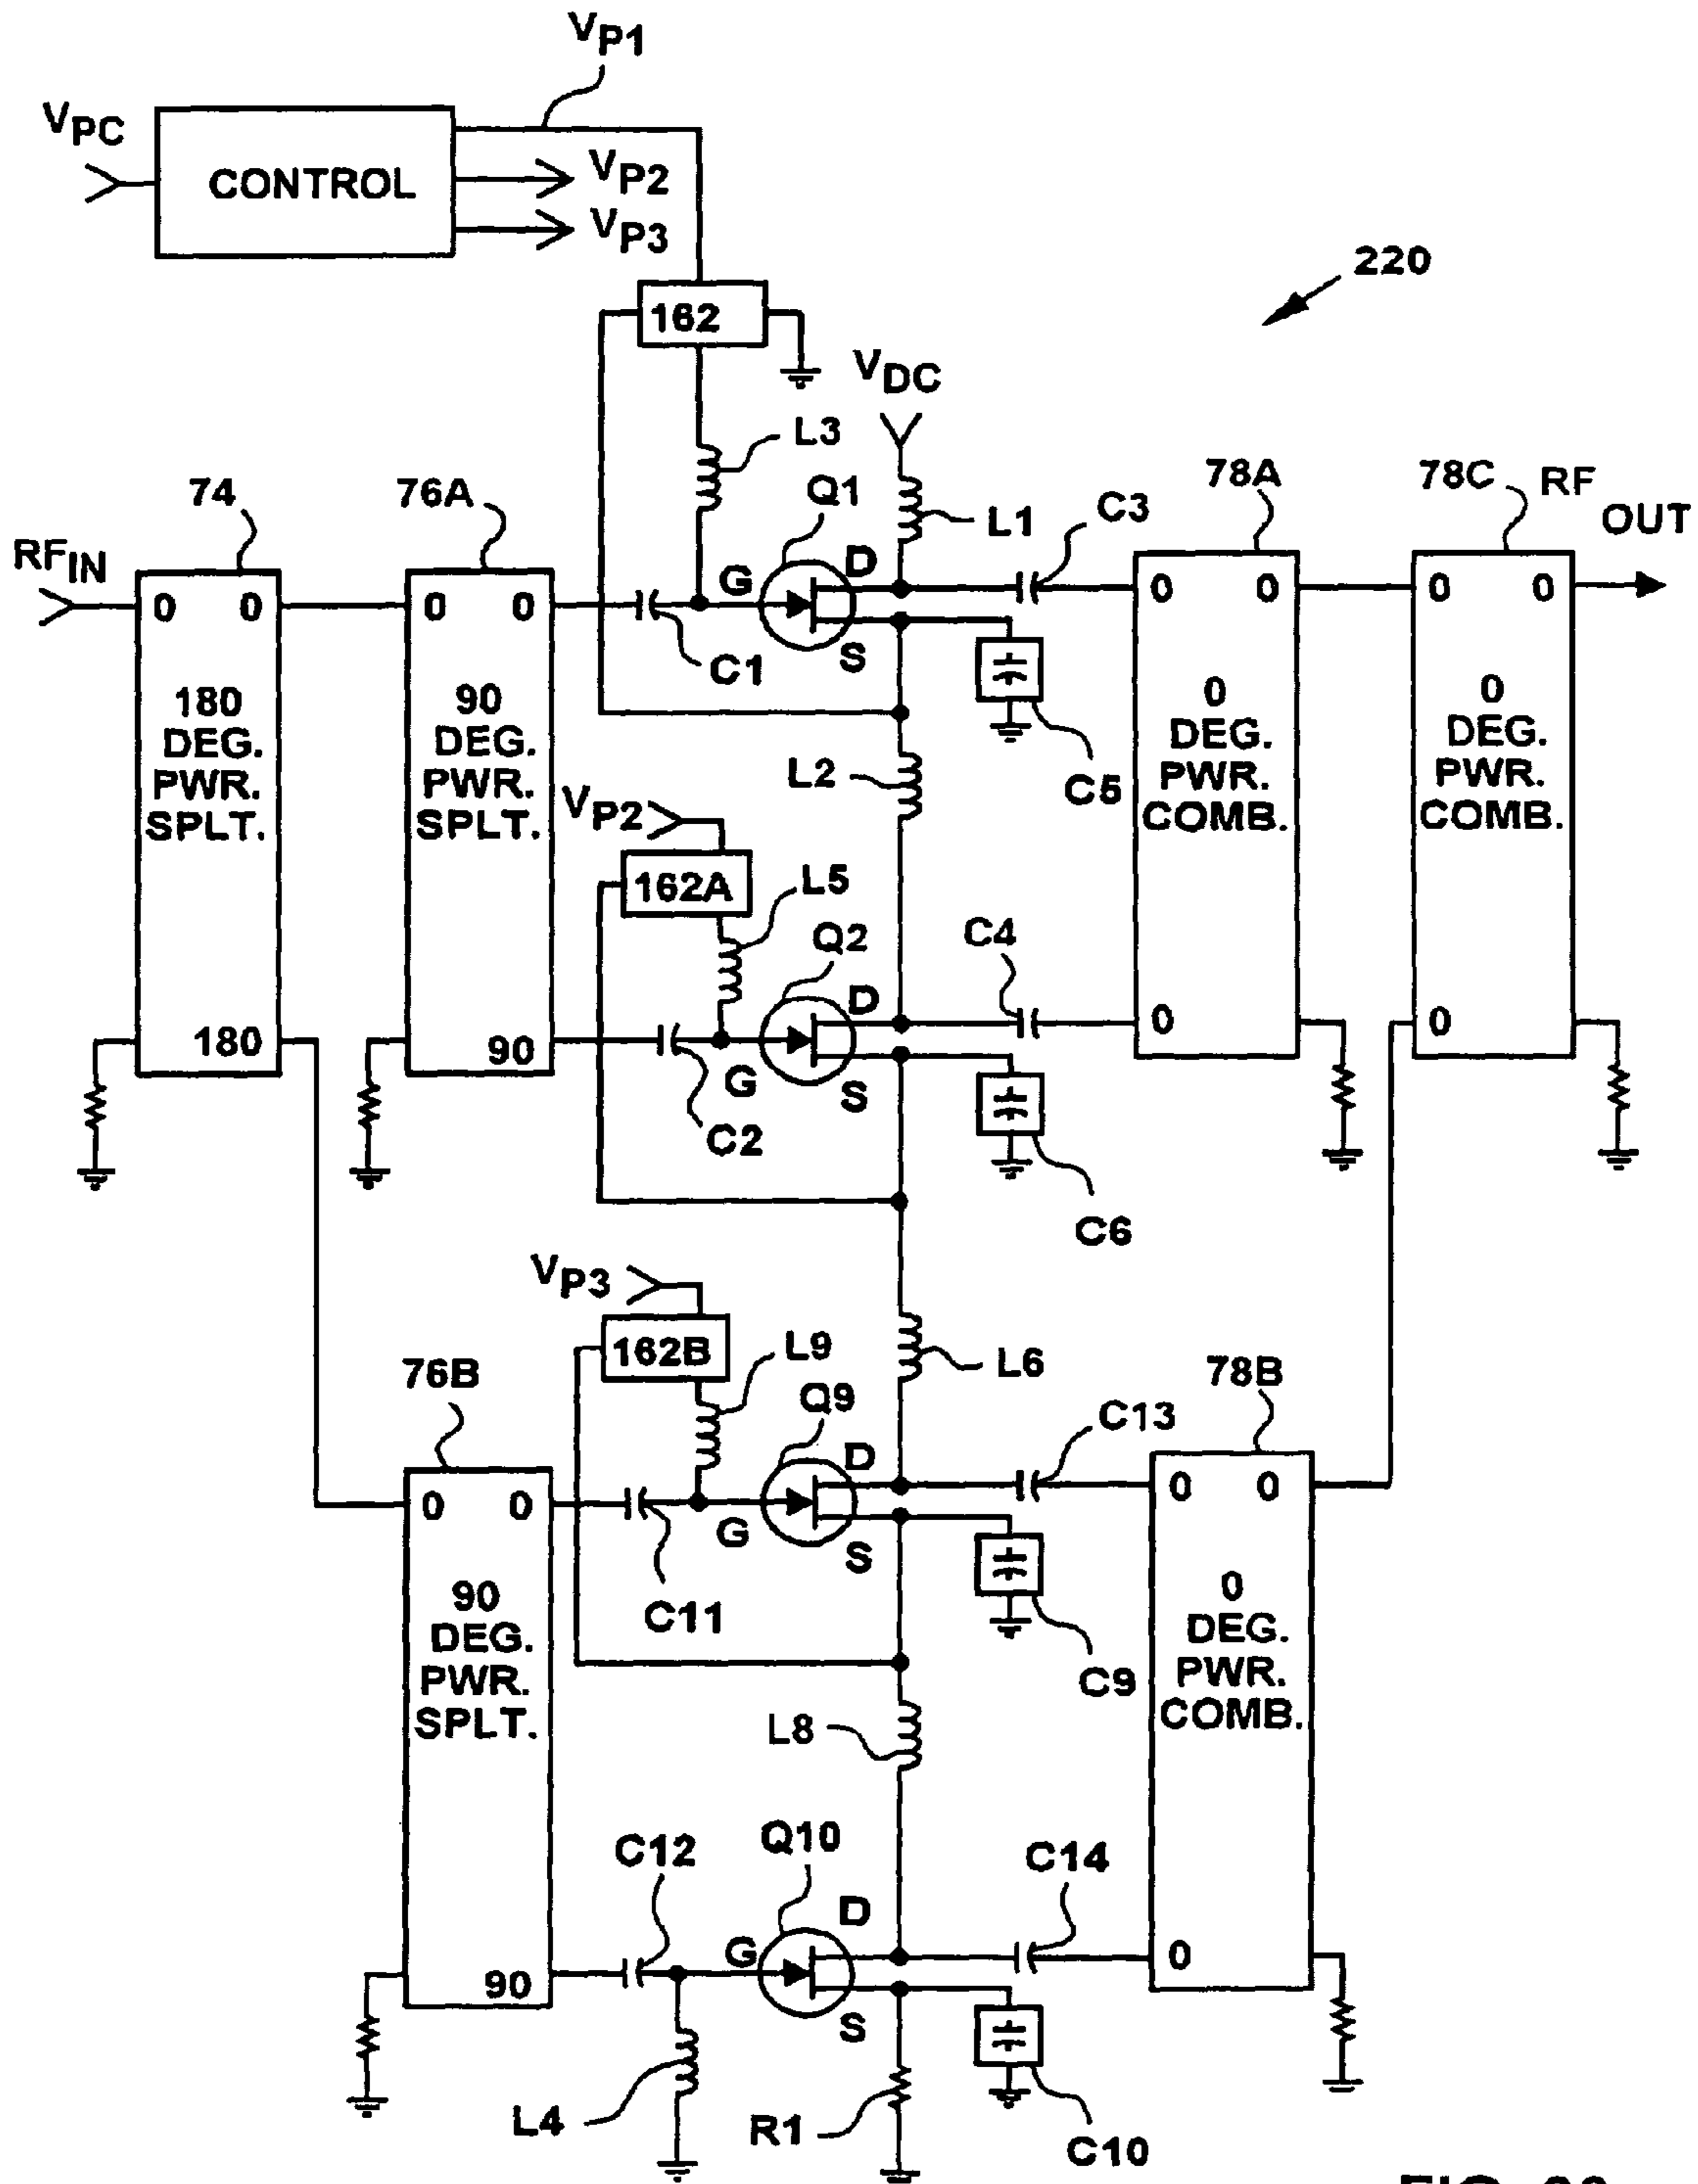 VP1
VPC
CONTROL
VP2
VP3
220
162
VDC
L3
74
76A
Q1
L1
C3
78A
78C
RF OUT
RFIN
0 0
0 0
G
D
S
0 0
0 0
C1
C5
180
DEG.
PWR.
SPLT.
90
DEG.
PWR.
SPLT.
0
DEG.
PWR.
COMB.
0
DEG.
PWR.
COMB.
L2
VP2
162A
L5
Q2
C4
180
90
D
G
S
0
0
C2
C6
VP3
162B
L9
L6
76B
Q9
C13
78B
0 0
D
G
S
0 0
C11
C9
90
DEG.
PWR.
SPLT.
0
DEG.
PWR.
COMB.
L8
C12
Q10
C14
D
G
S
90
0
L4
R1
C10